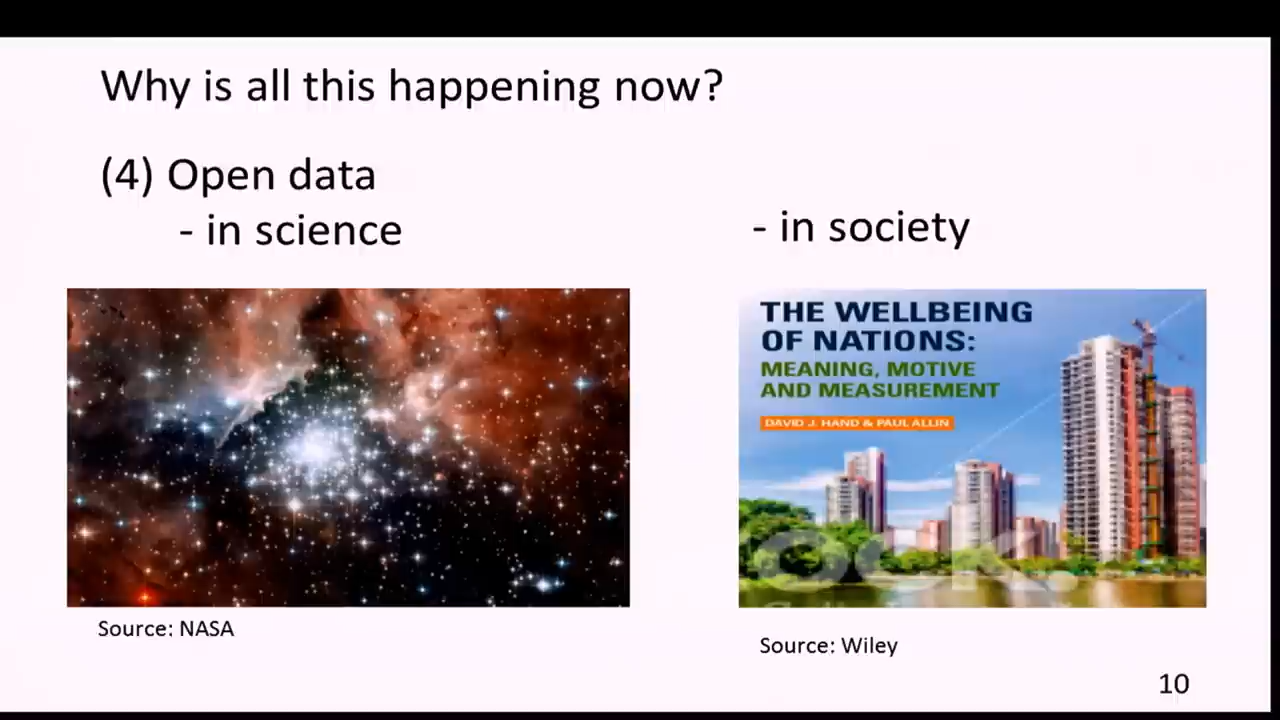 Why is all this happening now?
(4) Open data
- in science
- in society
THE WELLBEING
OF NATIONS:
MEANING, MOTIVE
AND MEASUREMENT
DAVID J. HAND & PAUL ALLIN
Source: NASA
Source: Wiley
10